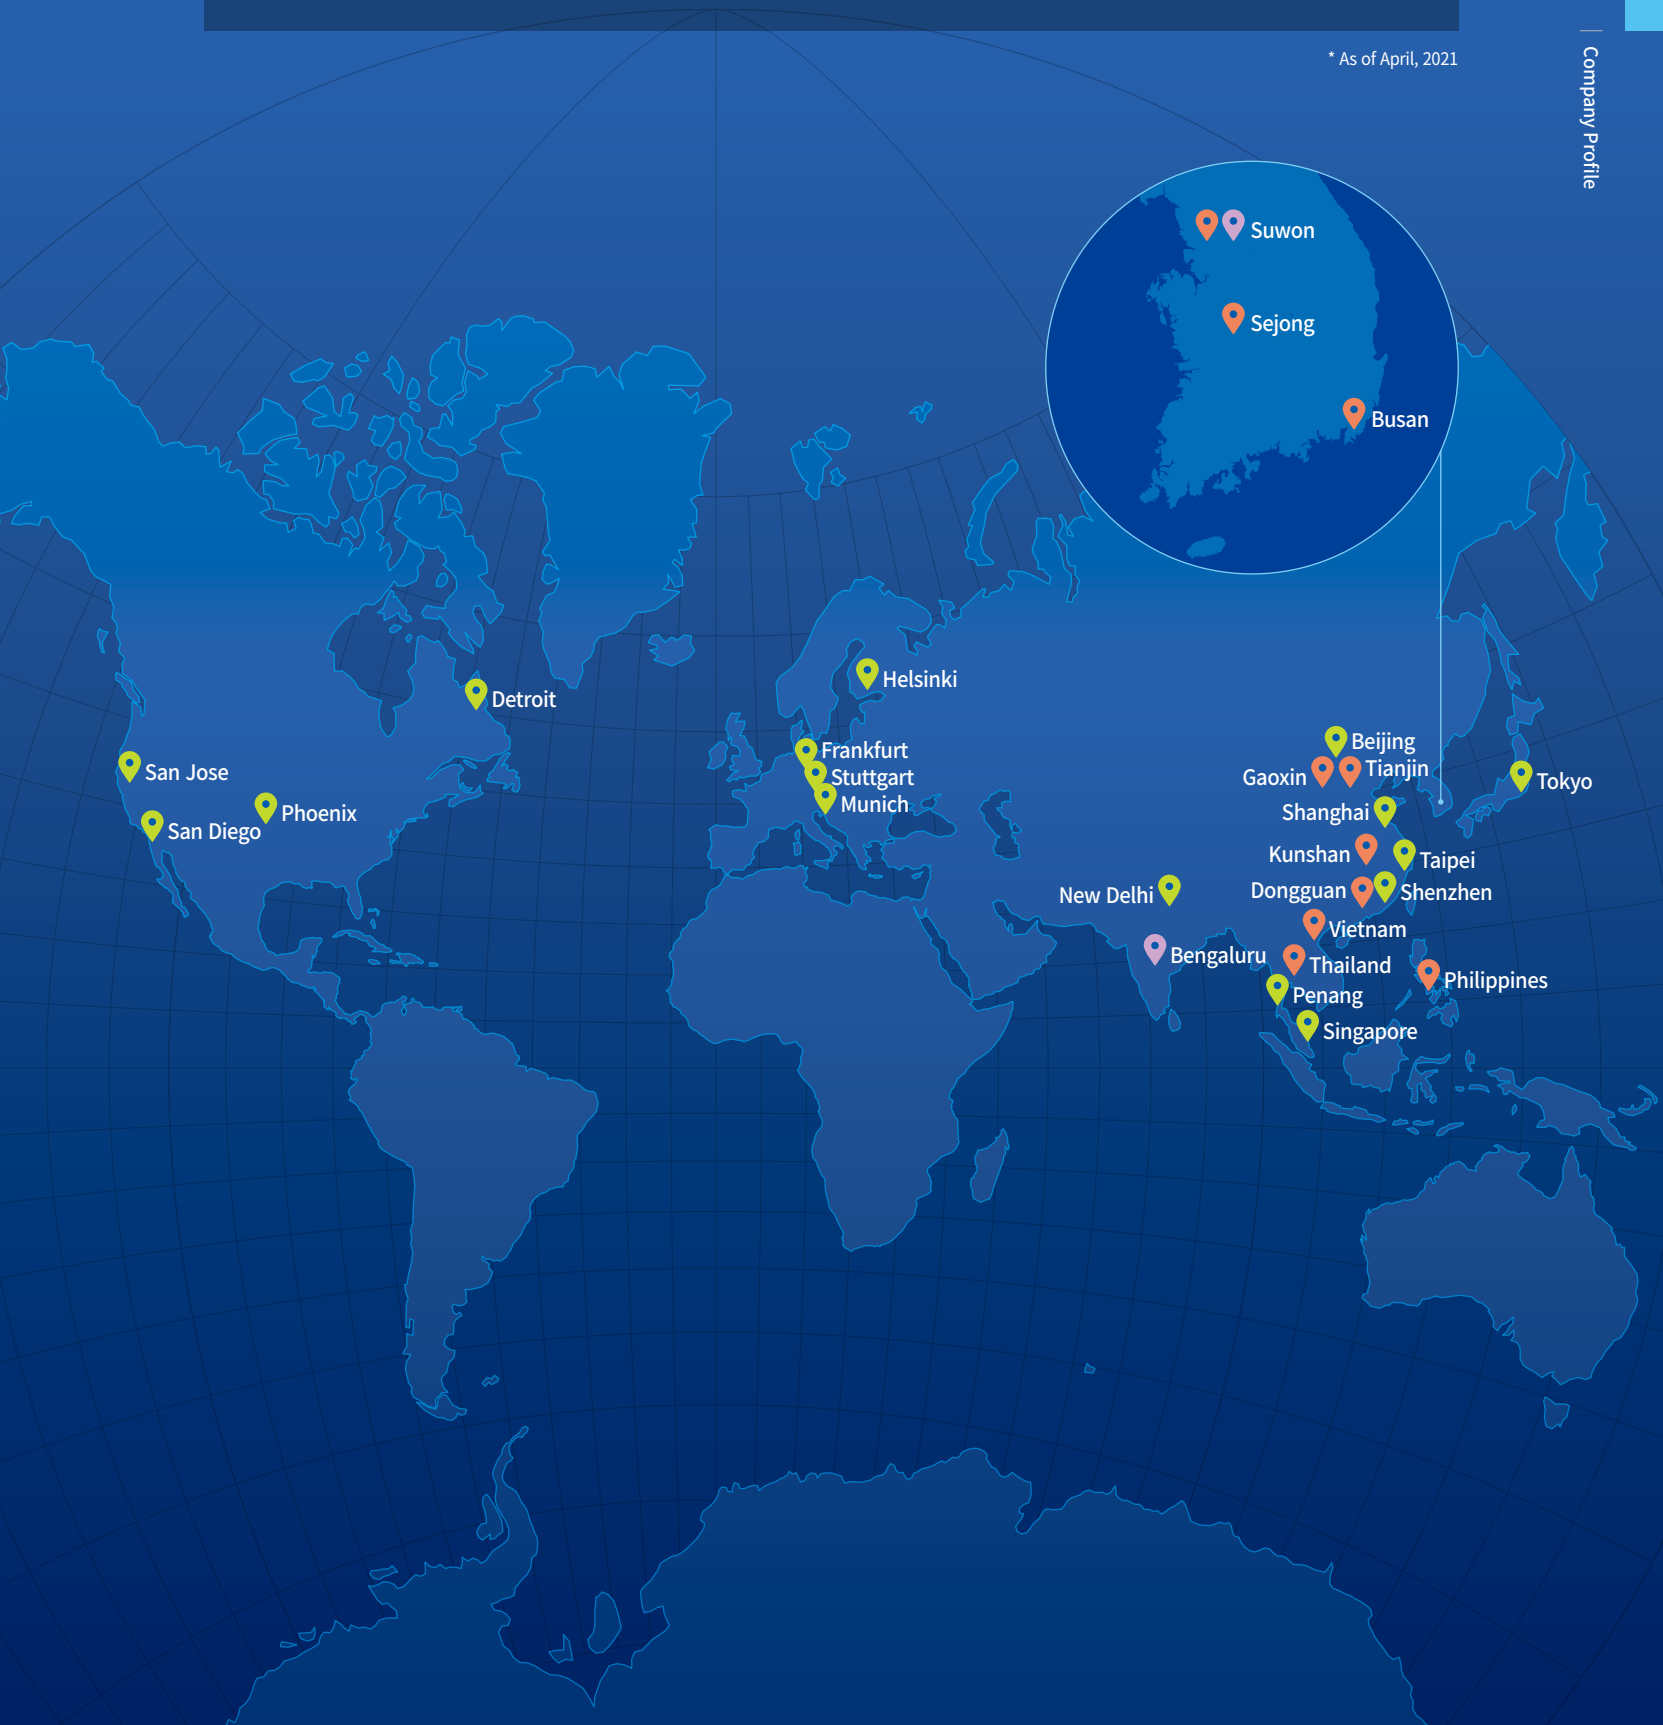 * As of April, 2021
Company Profile
Suwon
Sejong
Busan
Helsinki
Detroit
Frankfurt
Stuttgart
Munich
San Jose
San Diego
Phoenix
Beijing
Gaoxin
Tianjin
Tokyo
Shanghai
Kunshan
Taipei
New Delhi
Dongguan
Shenzhen
Vietnam
Bengaluru
Thailand
Philippines
Penang
Singapore